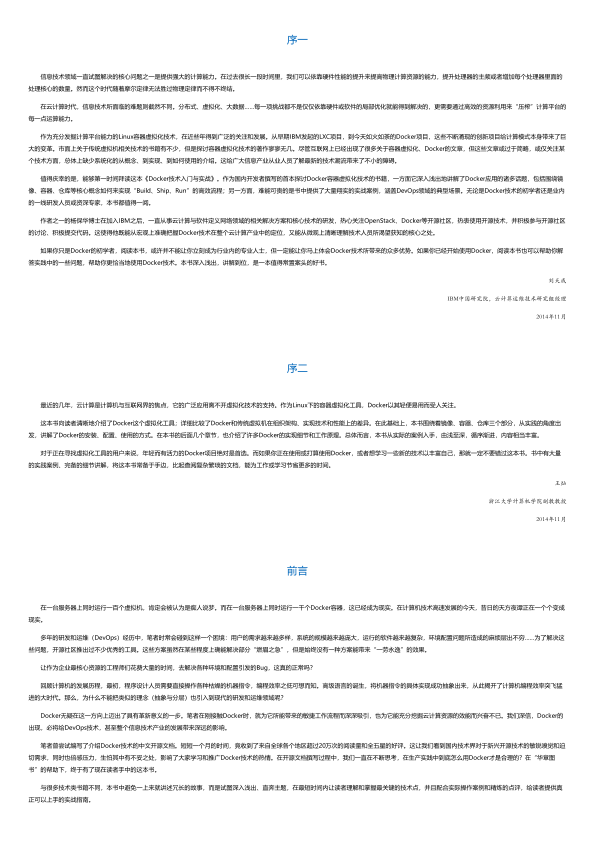 序一
信息技术领域一直试图解决的核心问题之一是提供强大的计算能力。在过去很长一段时间里，我们可以依靠硬件性能的提升来提高物理计算资源的能力，提升处理器的主频或者增加每个处理器里面的
处理核心的数量。然而这个时代随着摩尔定律无法胜过物理定律而不得不终结。
在云计算时代，信息技术所面临的难题则截然不同。分布式、虚拟化、大数据……每一项挑战都不是仅仅依靠硬件或软件的局部优化就能得到解决的，更需要通过高效的资源利用来“压榨”计算平台的
每一点运算能力。
作为充分发掘计算平台能力的Linux容器虚拟化技术，在近些年得到广泛的关注和发展。从早期IBM发起的LXC项目，到今天如火如荼的Docker项目，这些不断涌现的创新项目给计算模式本身带来了巨
大的变革。市面上关于传统虚拟机相关技术的书籍有不少，但是探讨容器虚拟化技术的著作寥寥无几。尽管互联网上已经出现了很多关于容器虚拟化、Docker的文章，但这些文章或过于简略，或仅关注某
个技术方面，总体上缺少系统化的从概念、到实现、到如何使用的介绍。这给广大信息产业从业人员了解最新的技术潮流带来了不小的障碍。
值得庆幸的是，能够第一时间拜读这本《Docker技术入门与实战》。作为国内开发者撰写的首本探讨Docker容器虚拟化技术的书籍，一方面它深入浅出地讲解了Docker应用的诸多话题，包括围绕镜
像、容器、仓库等核心概念如何来实现“Build、Ship、Run”的高效流程；另一方面，难能可贵的是书中提供了大量翔实的实战案例，涵盖DevOps领域的典型场景。无论是Docker技术的初学者还是业内
的一线研发人员或资深专家，本书都值得一阅。
作者之一的杨保华博士在加入IBM之后，一直从事云计算与软件定义网络领域的相关解决方案和核心技术的研发，热心关注OpenStack、Docker等开源社区，热衷使用开源技术，并积极参与开源社区
的讨论、积极提交代码。这使得他既能从宏观上准确把握Docker技术在整个云计算产业中的定位，又能从微观上清晰理解技术人员所渴望获知的核心之处。
如果你只是Docker的初学者，阅读本书，或许并不能让你立刻成为行业内的专业人士，但一定能让你马上体会Docker技术所带来的众多优势。如果你已经开始使用Docker，阅读本书也可以帮助你解
答实践中的一些问题，帮助你更恰当地使用Docker技术。本书深入浅出，讲解到位，是一本值得常置案头的好书。
刘天成
IBM中国研究院，云计算运维技术研究组经理
2014年11月
序二
最近的几年，云计算是计算机与互联网界的焦点，它的广泛应用离不开虚拟化技术的支持。作为Linux下的容器虚拟化工具，Docker以其轻便易用而受人关注。
这本书向读者清晰地介绍了Docker这个虚拟化工具；详细比较了Docker和传统虚拟机在组织架构、实现技术和性能上的差异。在此基础上，本书围绕着镜像、容器、仓库三个部分，从实践的角度出
发，讲解了Docker的安装、配置、使用的方式。在本书的后面几个章节，也介绍了许多Docker的实现细节和工作原理。总体而言，本书从实际的案例入手，由浅至深、循序渐进，内容相当丰富。
对于正在寻找虚拟化工具的用户来说，年轻而有活力的Docker项目绝对是首选。而如果你正在使用或打算使用Docker，或者想学习一些新的技术以丰富自己，那就一定不要错过这本书。书中有大量
的实践案例，完备的细节讲解，将这本书常备于手边，比起查阅复杂繁琐的文档，能为工作或学习节省更多的时间。
王灿
浙江大学计算机学院副教教授
2014年11月
前言
在一台服务器上同时运行一百个虚拟机，肯定会被认为是痴人说梦。而在一台服务器上同时运行一千个Docker容器，这已经成为现实。在计算机技术高速发展的今天，昔日的天方夜谭正在一个个变成
现实。
多年的研发和运维（DevOps）经历中，笔者时常会碰到这样一个困境：用户的需求越来越多样，系统的规模越来越庞大，运行的软件越来越复杂，环境配置问题所造成的麻烦层出不穷……为了解决这
些问题，开源社区推出过不少优秀的工具。这些方案虽然在某些程度上确能解决部分“燃眉之急”，但是始终没有一种方案能带来“一劳永逸”的效果。
让作为企业最核心资源的工程师们花费大量的时间，去解决各种环境和配置引发的Bug，这真的正常吗？
回顾计算机的发展历程，最初，程序设计人员需要直接操作各种枯燥的机器指令，编程效率之低可想而知。高级语言的诞生，将机器指令的具体实现成功抽象出来，从此揭开了计算机编程效率突飞猛
进的大时代。那么，为什么不能把类似的理念（抽象与分层）也引入到现代的研发和运维领域呢？
Docker无疑在这一方向上迈出了具有革新意义的一步。笔者在刚接触Docker时，就为它所能带来的敏捷工作流程而深深吸引，也为它能充分挖掘云计算资源的效能而兴奋不已。我们深信，Docker的
出现，必将给DevOps技术，甚至整个信息技术产业的发展带来深远的影响。
笔者曾尝试编写了介绍Docker技术的中文开源文档。短短一个月的时间，竟收到了来自全球各个地区超过20万次的阅读量和全五星的好评。这让我们看到国内技术界对于新兴开源技术的敏锐嗅觉和迫
切需求，同时也倍感压力，生怕其中有不妥之处，影响了大家学习和推广Docker技术的热情。在开源文档撰写过程中，我们一直在不断思考，在生产实践中到底怎么用Docker才是合理的？在“华章图
书”的帮助下，终于有了现在读者手中的这本书。
与很多技术类书籍不同，本书中避免一上来就讲述冗长的故事，而是试图深入浅出、直奔主题，在最短时间内让读者理解和掌握最关键的技术点，并且配合实际操作案例和精炼的点评，给读者提供真
正可以上手的实战指南。